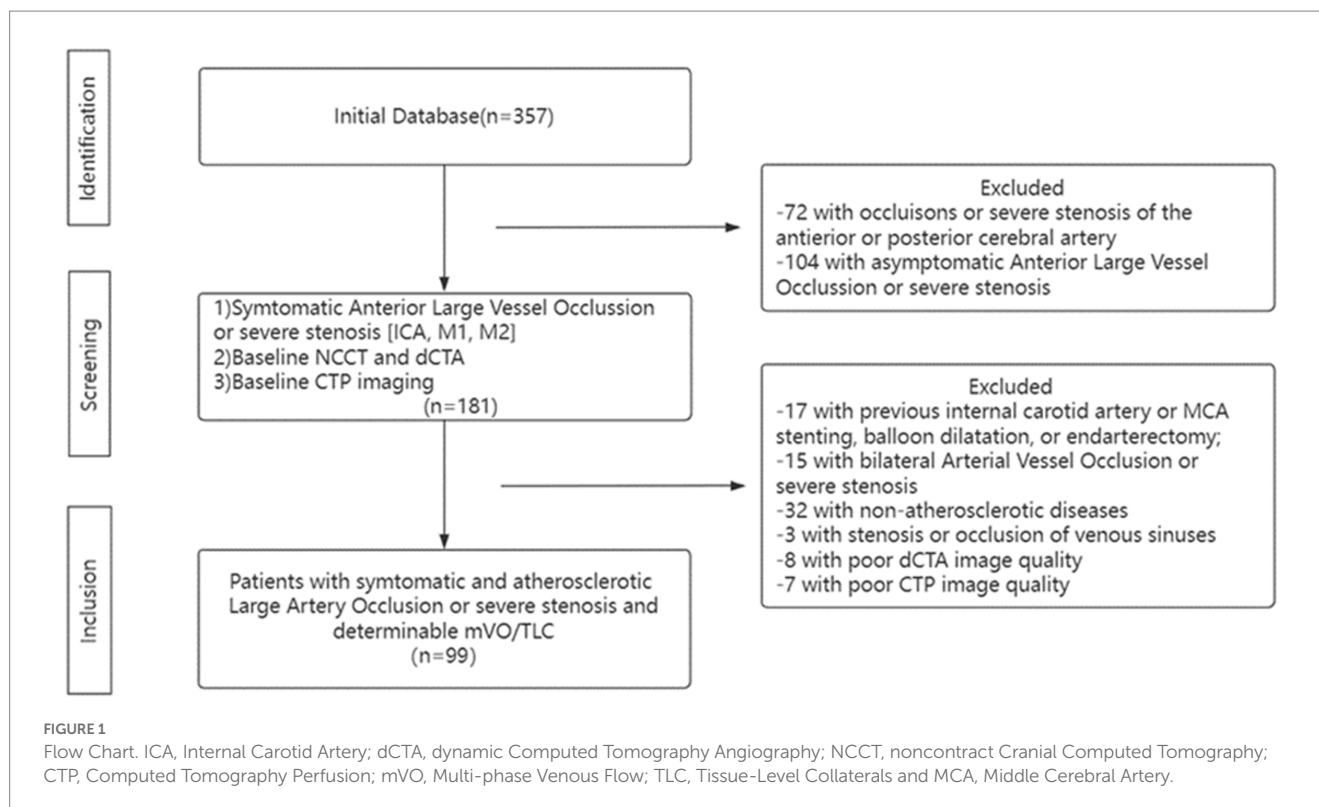 Identification
Initial Database(n=357)
Excluded
-72 with occluisons or severe stenosis of the
antierior or posterior cerebral artery
-104 with asymptomatic Anterior Large Vessel
Occlussion or severe stenosis
Screening
1)Symtomatic Anterior Large Vessel Occlussion
or severe stenosis [ICA, M1, M2]
2)Baseline NCCT and dCTA
3)Baseline CTP imaging
(n=181)
Excluded
-17 with previous internal carotid artery or MCA
stenting, balloon dilatation, or endarterectomy;
-15 with bilateral Arterial Vessel Occlusion or
severe stenosis
-32 with non-atherosclerotic diseases
-3 with stenosis or occlusion of venous sinuses
-8 with poor dCTA image quality
-7 with poor CTP image quality
Inclusion
Patients with symtomatic and atherosclerotic
Large Artery Occlusion or severe stenosis and
determinable mVO/TLC
(n=99)
FIGURE 1
Flow Chart. ICA, Internal Carotid Artery; dCTA, dynamic Computed Tomography Angiography; NCCT, noncontract Cranial Computed Tomography;
CTP, Computed Tomography Perfusion; mVO, Multi-phase Venous Flow; TLC, Tissue-Level Collaterals and MCA, Middle Cerebral Artery.